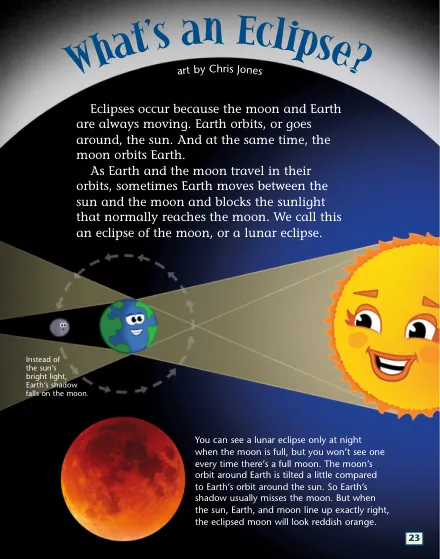 What's an Eclipse?
art by Chris Jones
Eclipses occur because the moon and Earth
are always moving. Earth orbits, or goes
around, the sun. And at the same time, the
moon orbits Earth.
As Earth and the moon travel in their
orbits, sometimes Earth moves between the
sun and the moon and blocks the sunlight
that normally reaches the moon. We call this
an eclipse of the moon, or a lunar eclipse.
Instead of
the sun's
bright light,
Earth's shadow
falls on the moon.
You can see a lunar eclipse only at night
when the moon is full, but you won't see one
every time there's a full moon. The moon's
orbit around Earth is tilted a little compared
to Earth's orbit around the sun. So Earth's
shadow usually misses the moon. But when
the sun, Earth, and moon line up exactly right,
the eclipsed moon will look reddish orange.
23